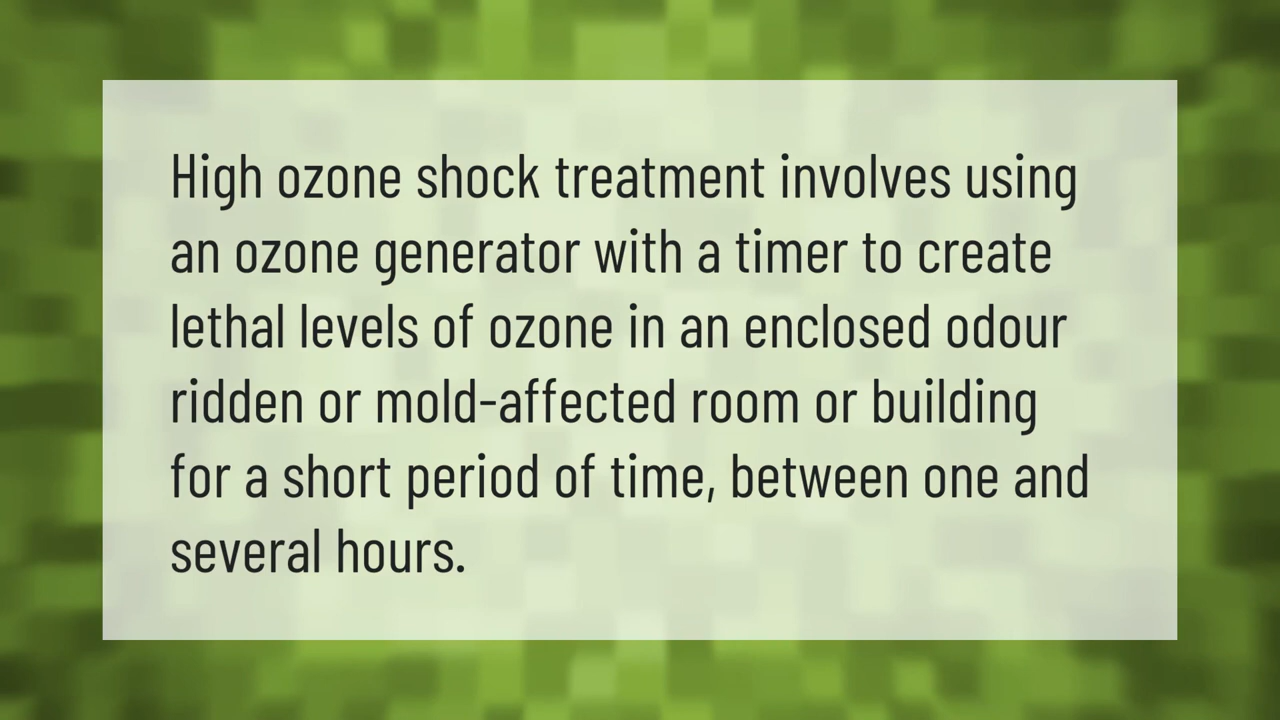 High ozone shock treatment involves using
an ozone generator with a timer to create
lethal levels of ozone in an enclosed odour
ridden or mold-affected room or building
for a short period of time, between one and
several hours.